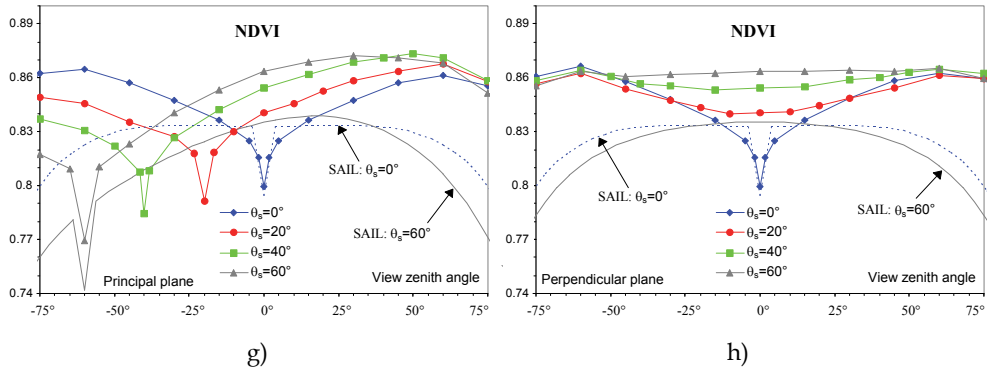 NDVI
0.89
0.86
0.83
0.8
0.77
0.74
-75°
-50°
-25°
0°
25°
50°
75°
SAIL: θs=0°
SAIL: θs=60°
θs=0°
θs=20°
θs=40°
θs=60°
Principal plane
View zenith angle
g)
NDVI
0.89
0.86
0.83
0.8
0.77
0.74
-75°
-50°
-25°
0°
25°
50°
75°
SAIL: θs=0°
SAIL: θs=60°
θs=0°
θs=20°
θs=40°
θs=60°
Perpendicular plane
View zenith angle
h)